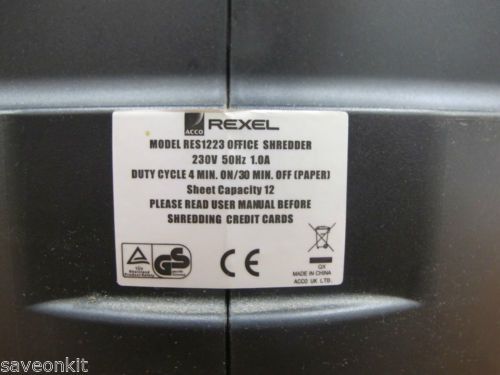 ACCO REXEL
MODEL RES1223 OFFICE SHREDDER
230V 50Hz 1.0A
DUTY CYCLE 4 MIN. ON/30 MIN. OFF (PAPER)
Sheet Capacity 12
PLEASE READ USER MANUAL BEFORE
SHREDDING CREDIT CARDS
GS
CE
QX
MADE IN CHINA
ACCO UK LTD.
saveonkit
saveonkit